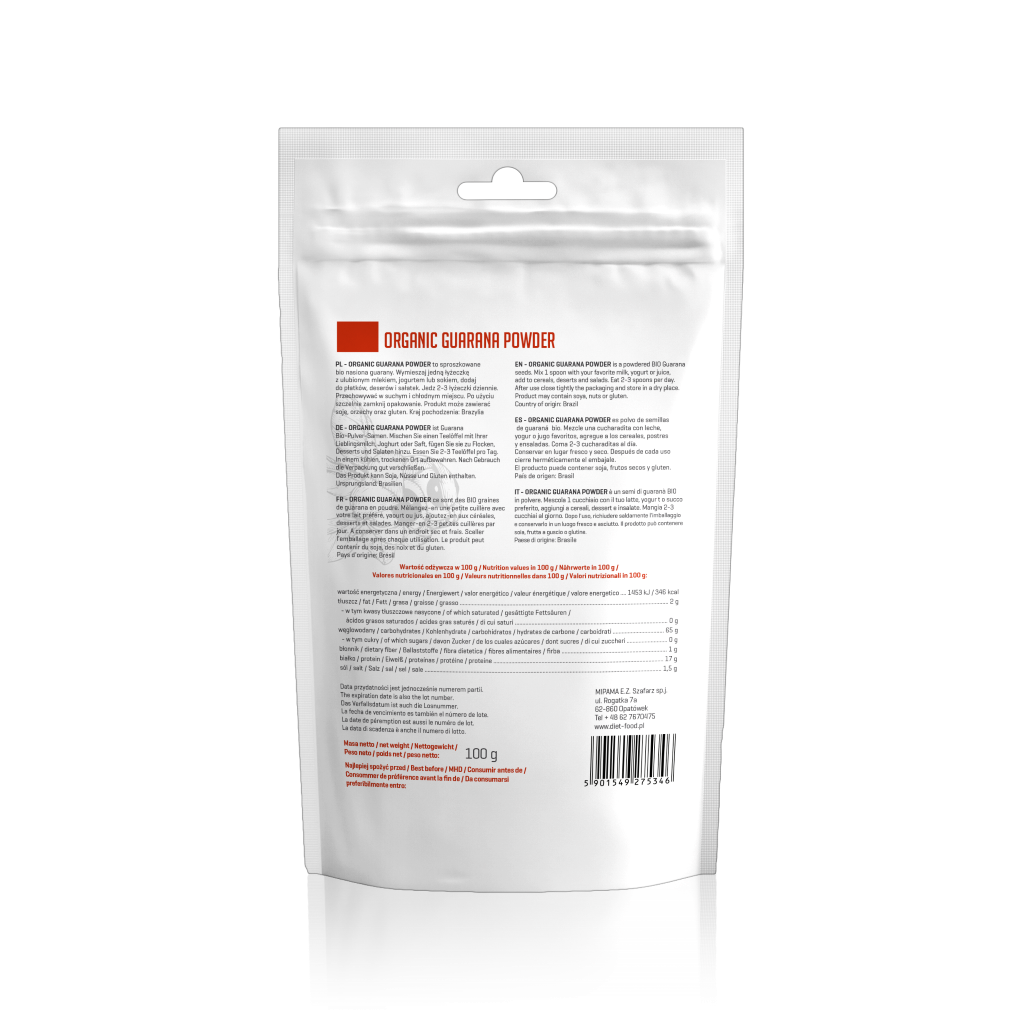 ORGANIC GUARANA POWDER
PL - ORGANIC GUARANA POWDER to sproszkowane
bio nasiona guarany. Wymieszaj jedną łyżeczkę
z ulubionym mlekiem, jogurtem lub sokiem, dodaj
do płatków, deserów i sałatek. Jedz 2-3 łyżeczki dziennie.
Przechowywać w suchym i chłodnym miejscu. Po użyciu
szczelnie zamknij opakowanie. Produkt może zawierać
soję, orzechy oraz gluten. Kraj pochodzenia: Brazylia
DE - ORGANIC GUARANA POWDER ist Guarana
Bio-Pulver-Samen. Mischen Sie einen Teelöffel mit Ihrer
Lieblingsmilch, Joghurt oder Saft, fügen Sie sie zu Flocken,
Desserts und Salaten hinzu. Essen Sie 2-3 Teelöffel pro Tag.
In einem kühlen, trockenen Ort aufbewahren. Nach Gebrauch
die Verpackung gut verschließen.
Das Produkt kann Soja, Nüsse und Gluten enthalten.
Ursprungsland: Brasilien
FR - ORGANIC GUARANA POWDER ce sont des BIO graines
de guarana en poudre. Mélangez-en une petite cuillère avec
votre lait préféré, yaourt ou jus, ajoutez-en aux céréales,
desserts et salades. Manger-en 2-3 petites cuillères par
jour. A conserver dans un endroit sec et frais. Sceller
l'emballage après chaque utilisation. Le produit peut
contenir du soja, des noix et du gluten.
Pays d'origine: Bresil
EN - ORGANIC GUARANA POWDER is a powdered BIO Guarana
seeds. Mix 1 spoon with your favorite milk, yogurt or juice,
add to cereals, deserts and salads. Eat 2-3 spoons per day.
After use close tightly the packaging and store in a dry place.
Product may contain soya, nuts or gluten.
Country of origin: Brazil
ES - ORGANIC GUARANA POWDER es polvo de semillas
de guaraná bio. Mezcle una cucharadita con leche,
yogur o jugo favoritos, agregue a los cereales, postres
y ensaladas. Coma 2-3 cucharaditas al día.
Conservar en lugar fresco y seco. Después de cada uso
cierre herméticamente el embalaje.
El producto puede contener soja, frutos secos y gluten.
Pais de origen: Brasil
IT - ORGANIC GUARANA POWDER è un semi di guarana BIO
in polvere. Mescola 1 cucchiaio con il tuo latte, yogurt o succo
preferito, aggiungi a cereali, dessert e insalate. Mangia 2-3
cucchiai al giorno. Dopo l'uso, richiudere saldamente l'imballaggio
e conservarlo in un luogo fresco e asciutto. Il prodotto può contenere
soia, frutta a guscio o glutine.
Paese di origine: Brasile
Wartość odżywcza w 100 g / Nutrition values in 100 g / Nährworte in 100 g /
Valores nutricionales en 100 g / Valeurs nutritionnelles dans 100 g / Valori nutrizionali in 100 g:
wartość energetyczna / energy / Energiewert / valor energético / valeur énergétique / valore energetico ... 1453 kJ / 346 kcal
tłuszcz / fat / Fett / grasa / graisse / grasso ... 2 g
- w tym kwasy tłuszczowe nasycone / of which saturated / gesättigte Fettsäuren /
ácidos grasos saturados / acides gras saturés / di cui saturi ... 0 g
węglowodany / carbohydrates / Kohlenhydrate / carbohidratos / hydrates de carbone / carboidrati ... 65 g
- w tym cukry / of which sugars / davon Zucker / de los cuales azúcares / dont sucres / di cui zuccheri ... 0 g
błonnik / dietary fiber / Ballaststoffe / fibra dietetica / fibres alimentaires / firba ... 1 g
białko / protein / Eiweiß / proteínas / protéine / proteine ... 17 g
sól / salt / Salz / sal / sel / sale ... 1,5 g
Data przydatności jest jednocześnie numerem partii.
The expiration date is also the lot number.
Das Verfallsdatum ist euch die Losnummer.
La fecha de vencimiento es también el número de lote.
La date de péremption est aussi le numéro de lot.
La data di scadenza è anche il numero di lotto.
Masa netto / net weight / Nettogewicht /
Peso neto / poids net / peso netto: 100 g
Najlepiej spożyć przed / Best before / MHD / Consumir antes de /
Consommer de préférence avant la fin de / Da consumarsi
preferibilmente entro:
MIPAMA E.Z. Szafarz sp.j.
ul. Rogatka 7a
62-860 Opatówek
Tel + 48 62 7670475
www.diet-food.pl
5 901549 275346